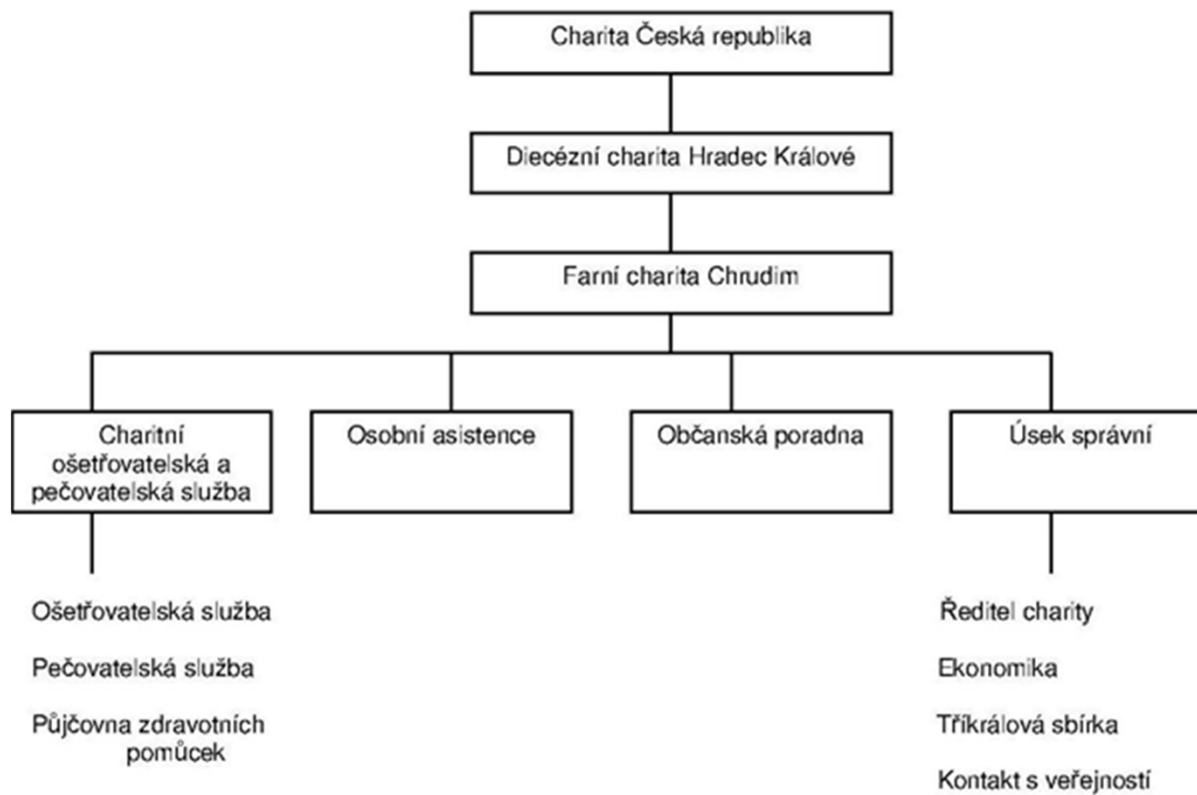 Charita Česká republika
Diecézní charita Hradec Králové
Farní charita Chrudim
Charitní
ošetřovatelská a
pečovatelská služba
Osobní asistence
Občanská poradna
Úsek správní
Ošetřovatelská služba
Pečovatelská služba
Půjčovna zdravotních
pomůcek
Ředitel charity
Ekonomika
Tříkrálová sbírka
Kontakt s veřejností